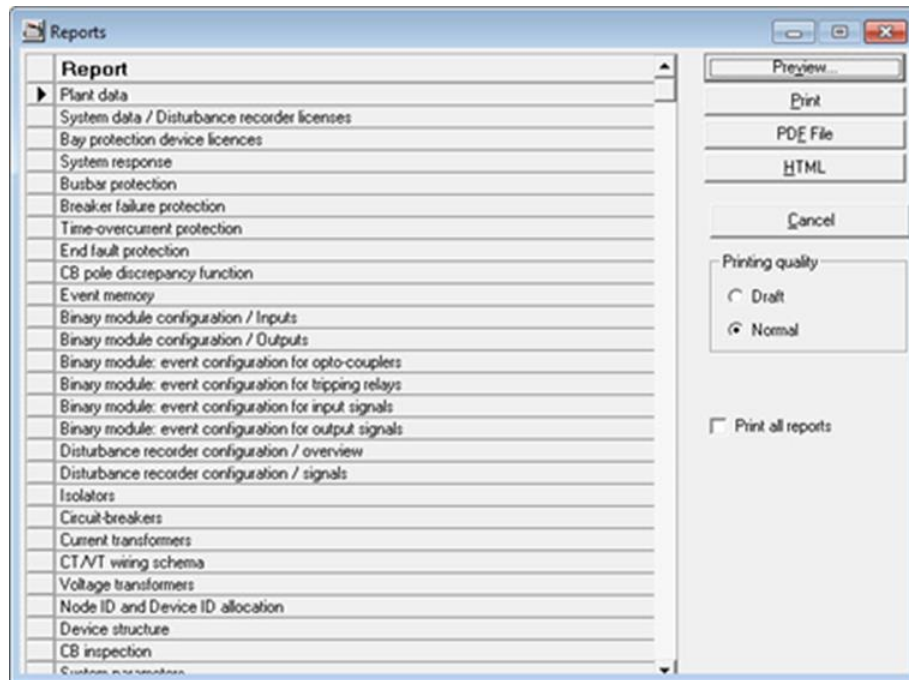 Reports
Report
Plant data
System data / Disturbance recorder licenses
Bay protection device licences
System response
Busbar protection
Breaker failure protection
Time-overcurrent protection
End fault protection
CB pole discrepancy function
Event memory
Binary module configuration / Inputs
Binary module configuration / Outputs
Binary module: event configuration for opto-couplers
Binary module: event configuration for tripping relays
Binary module: event configuration for input signals
Binary module: event configuration for output signals
Disturbance recorder configuration / overview
Disturbance recorder configuration / signals
Isolators
Circuit-breakers
Current transformers
CT/VT wiring schema
Voltage transformers
Node ID and Device ID allocation
Device structure
CB inspection
System parameters
Preview...
Print
PDF File
HTML
Cancel
Printing quality
Draft
Normal
Print all reports